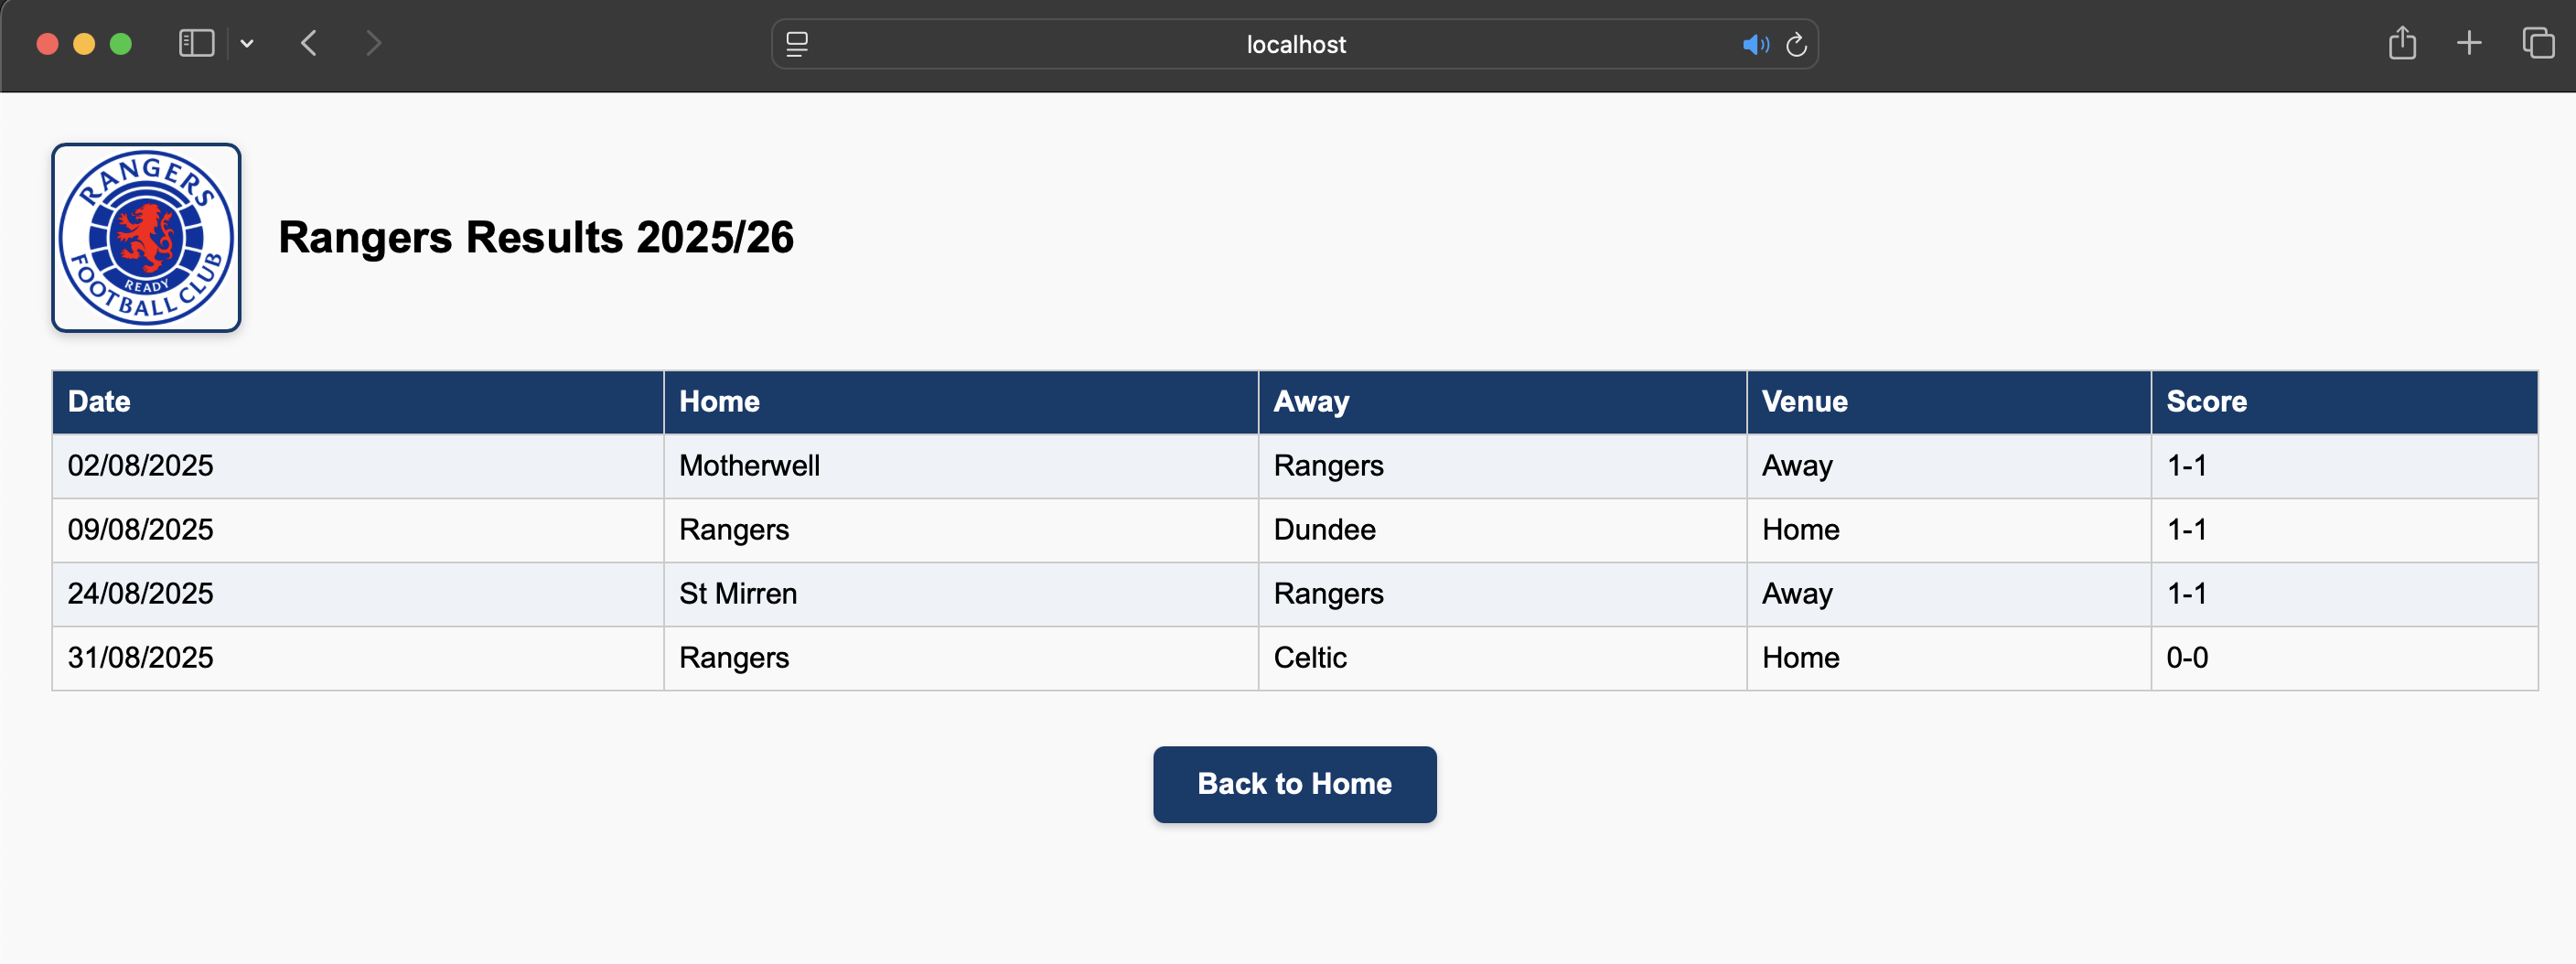 localhost
RANGERS
READY
FOOTBALL CLUB
Rangers Results 2025/26
Date Home Away Venue Score
02/08/2025 Motherwell Rangers Away 1-1
09/08/2025 Rangers Dundee Home 1-1
24/08/2025 St Mirren Rangers Away 1-1
31/08/2025 Rangers Celtic Home 0-0
Back to Home